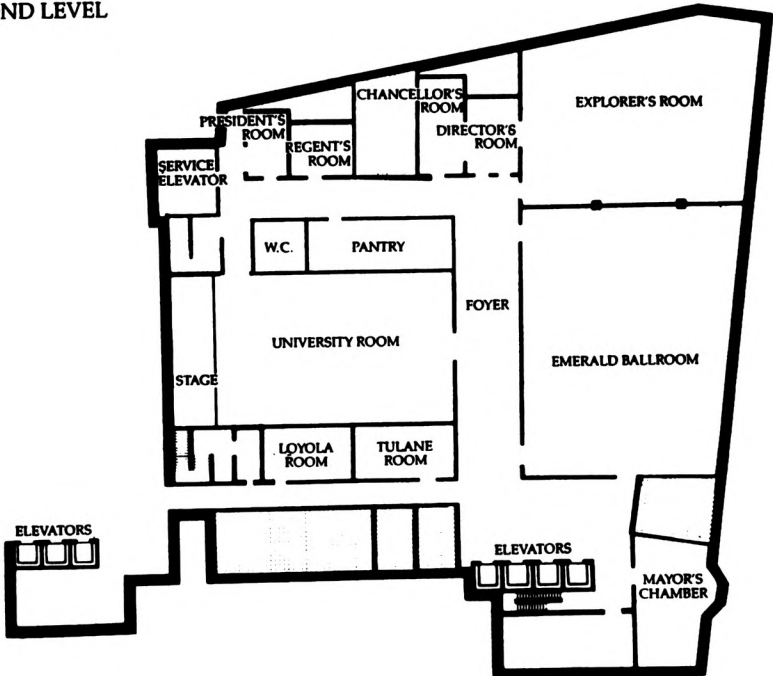 ND LEVEL
CHANCELLOR'S
ROOM
EXPLORER'S ROOM
PRESIDENT'S
ROOM
DIRECTOR'S
ROOM
REGENT'S
ROOM
SERVICE
ELEVATOR
W.C.
PANTRY
FOYER
UNIVERSITY ROOM
EMERALD BALLROOM
STAGE
LOYOLA
ROOM
TULANE
ROOM
ELEVATORS
ELEVATORS
MAYOR'S
CHAMBER